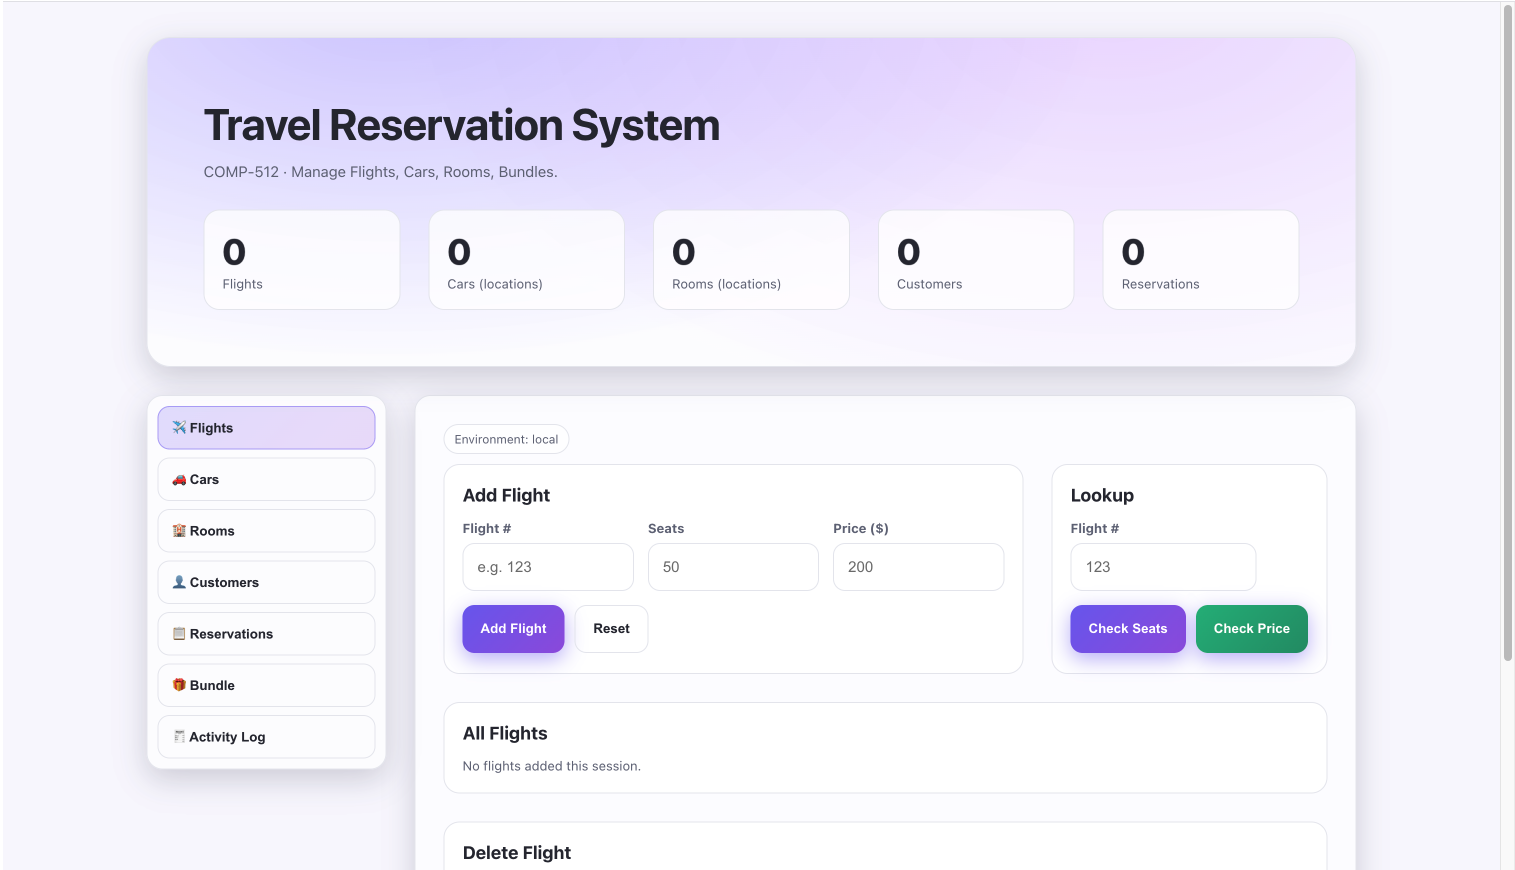 Travel Reservation System
COMP-512 · Manage Flights, Cars, Rooms, Bundles.
0
Flights
0
Cars (locations)
0
Rooms (locations)
0
Customers
0
Reservations
Flights
Cars
Rooms
Customers
Reservations
Bundle
Activity Log
Environment: local
Add Flight
Flight # Seats Price ($)
e.g. 123 50 200
Add Flight Reset
Lookup
Flight #
123
Check Seats Check Price
All Flights
No flights added this session.
Delete Flight